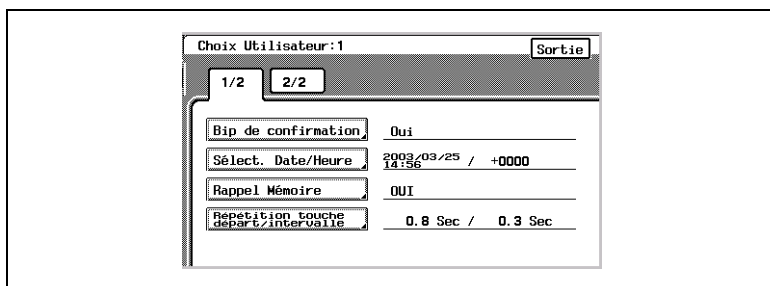 Choix Utilisateur:1
Sortie
1/2 2/2
Bip de confirmation Oui
Sélect. Date/Heure 2003/03/25 14:56 / +0000
Rappel Mémoire OUI
Répétition touche
départ/intervalle 0.8 Sec / 0.3 Sec